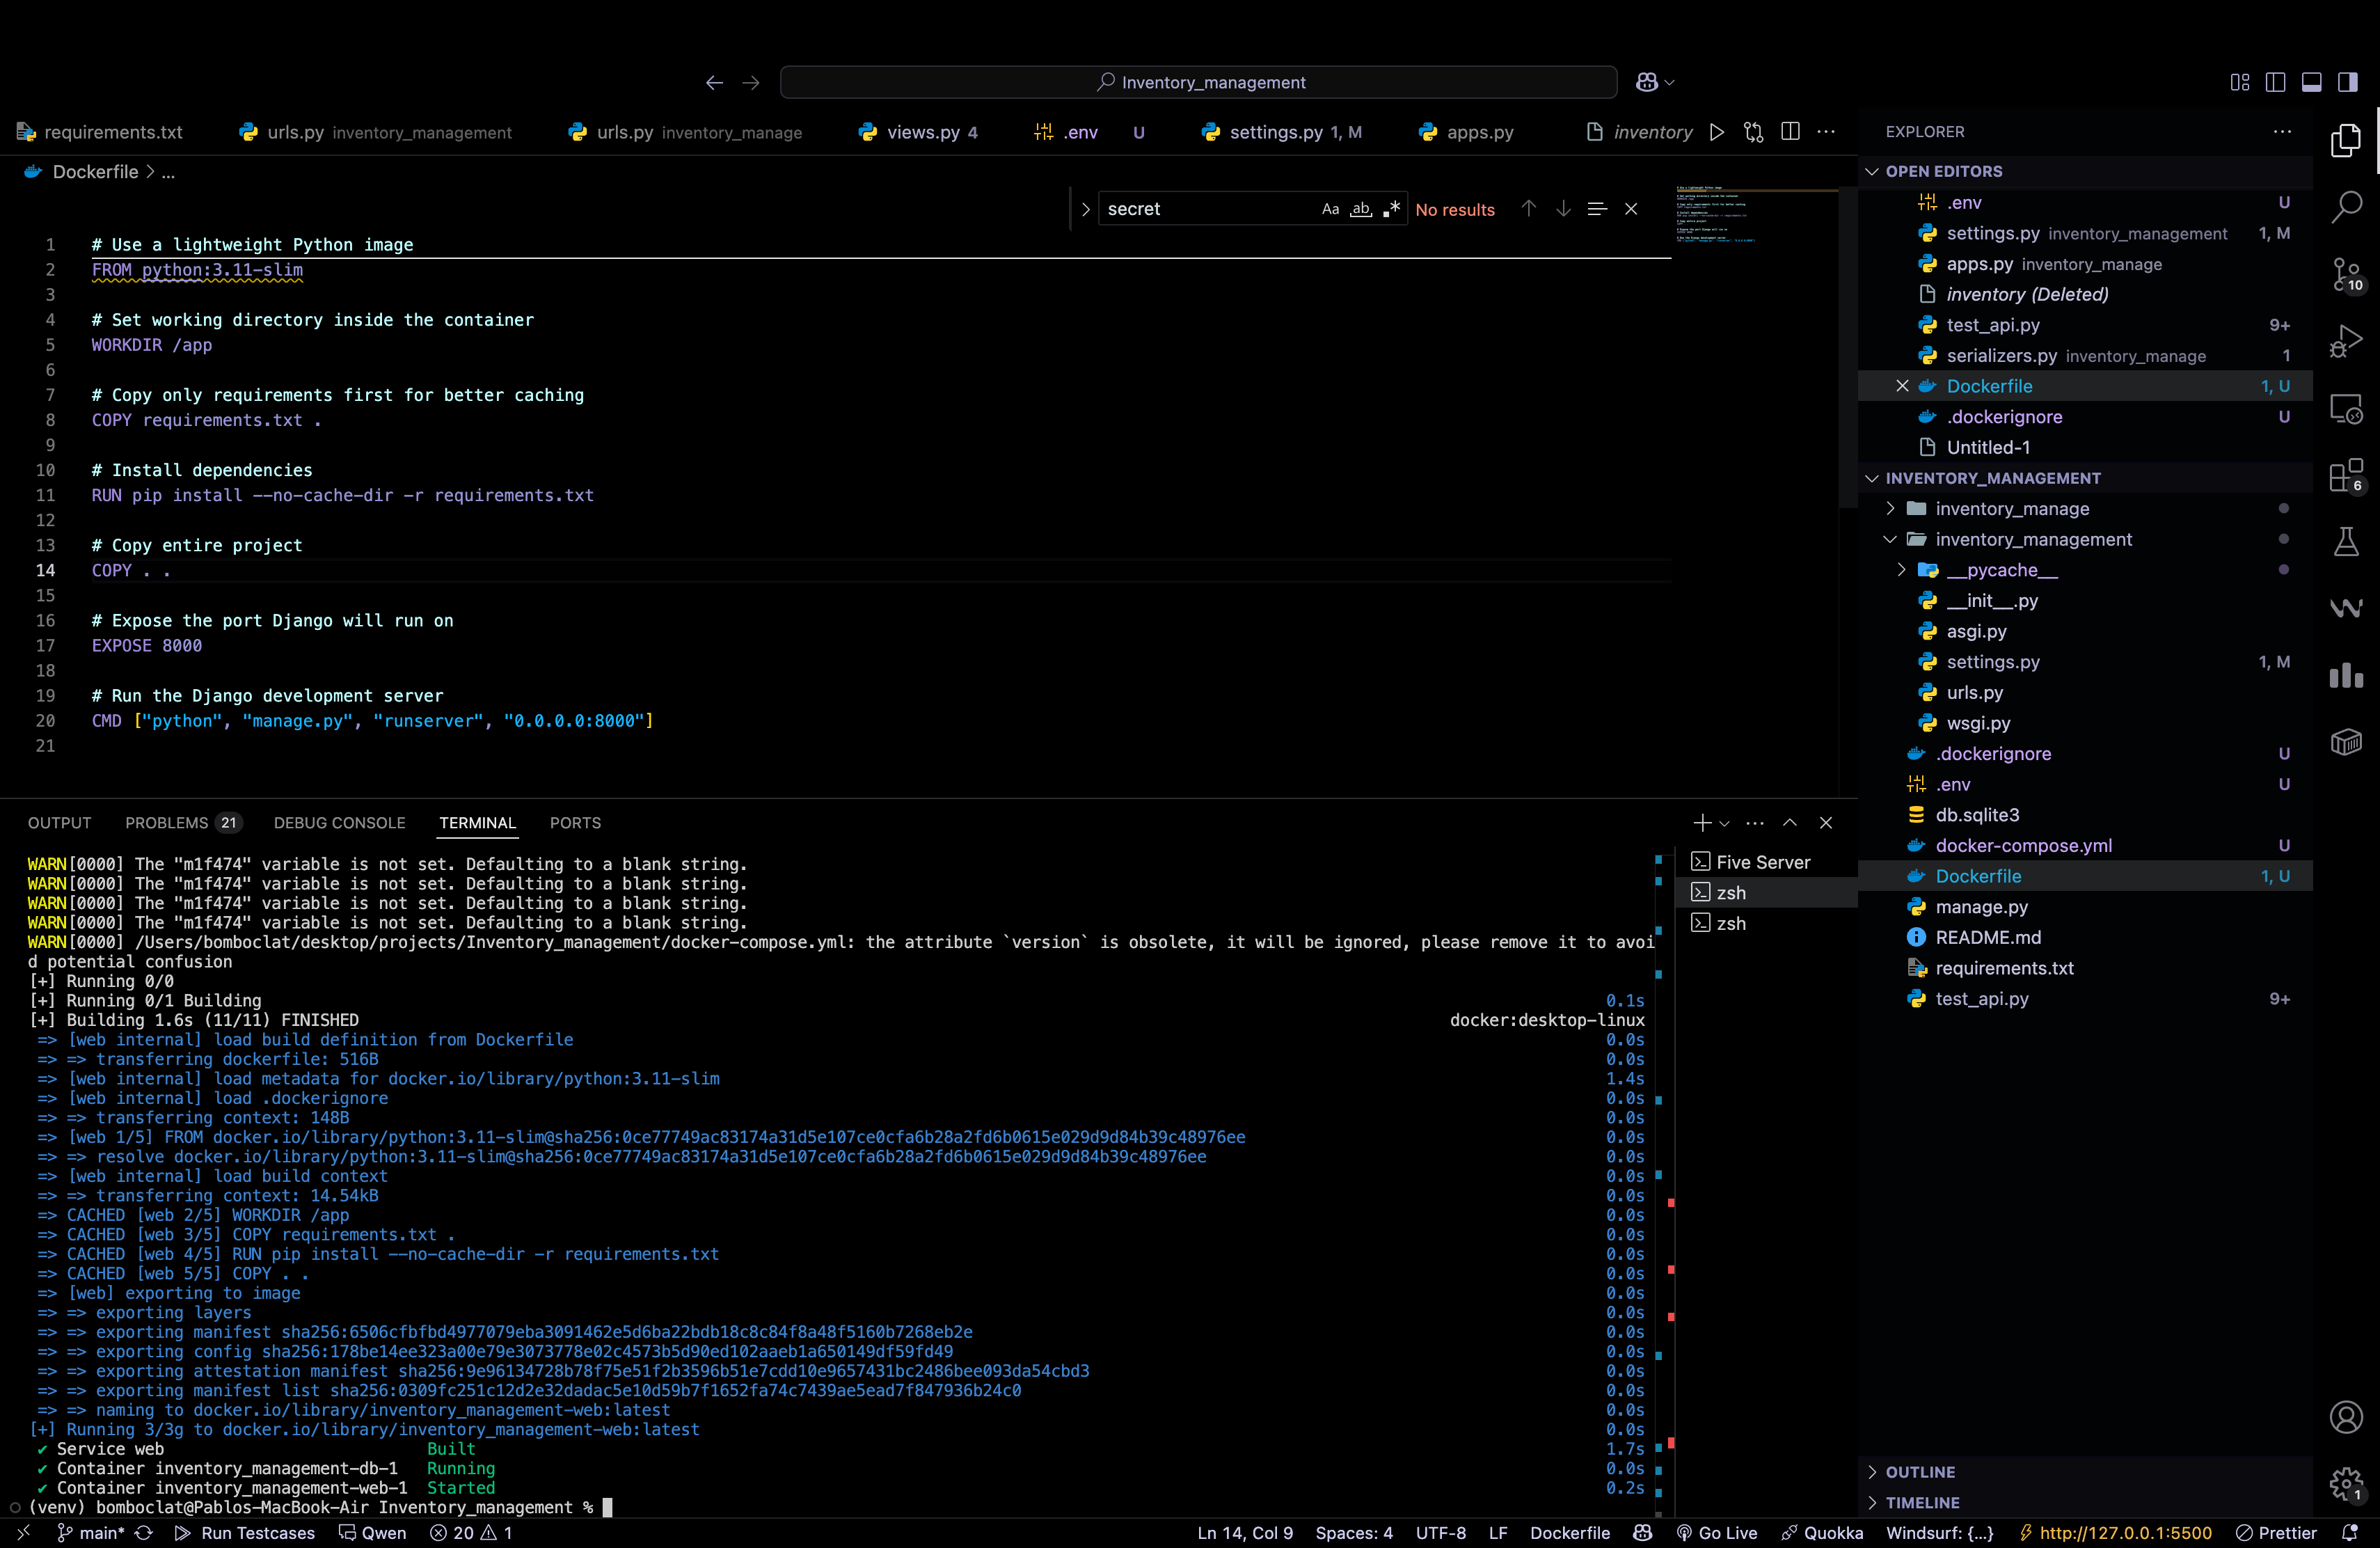 Inventory_management
requirements.txt
urls.py inventory_management
urls.py inventory_manage
views.py 4
.env U
settings.py 1, M
apps.py
inventory
Dockerfile > ...
secret
Aa
ab
.*
No results
1 # Use a lightweight Python image
2 FROM python:3.11-slim
3
4 # Set working directory inside the container
5 WORKDIR /app
6
7 # Copy only requirements first for better caching
8 COPY requirements.txt .
9
10 # Install dependencies
11 RUN pip install --no-cache-dir -r requirements.txt
12
13 # Copy entire project
14 COPY . .
15
16 # Expose the port Django will run on
17 EXPOSE 8000
18
19 # Run the Django development server
20 CMD ["python", "manage.py", "runserver", "0.0.0.0:8000"]
21
OUTPUT
PROBLEMS 21
DEBUG CONSOLE
TERMINAL
PORTS
WARN[0000] The "m1f474" variable is not set. Defaulting to a blank string.
WARN[0000] The "m1f474" variable is not set. Defaulting to a blank string.
WARN[0000] The "m1f474" variable is not set. Defaulting to a blank string.
WARN[0000] The "m1f474" variable is not set. Defaulting to a blank string.
WARN[0000] /Users/bomboclat/desktop/projects/Inventory_management/docker-compose.yml: the attribute `version` is obsolete, it will be ignored, please remove it to avoi
d potential confusion
[+] Running 0/0
[+] Running 0/1 Building 0.1s
[+] Building 1.6s (11/11) FINISHED docker:desktop-linux
=> [web internal] load build definition from Dockerfile 0.0s
=> => transferring dockerfile: 516B 0.0s
=> [web internal] load metadata for docker.io/library/python:3.11-slim 1.4s
=> [web internal] load .dockerignore 0.0s
=> => transferring context: 148B 0.0s
=> [web 1/5] FROM docker.io/library/python:3.11-slim@sha256:0ce77749ac83174a31d5e107ce0cfa6b28a2fd6b0615e029d9d84b39c48976ee 0.0s
=> => resolve docker.io/library/python:3.11-slim@sha256:0ce77749ac83174a31d5e107ce0cfa6b28a2fd6b0615e029d9d84b39c48976ee 0.0s
=> [web internal] load build context 0.0s
=> => transferring context: 14.54kB 0.0s
=> CACHED [web 2/5] WORKDIR /app 0.0s
=> CACHED [web 3/5] COPY requirements.txt . 0.0s
=> CACHED [web 4/5] RUN pip install --no-cache-dir -r requirements.txt 0.0s
=> CACHED [web 5/5] COPY . . 0.0s
=> [web] exporting to image 0.0s
=> => exporting layers 0.0s
=> => exporting manifest sha256:6506cfbfbd4977079eba3091462e5d6ba22bdb18c8c84f8a48f5160b7268eb2e 0.0s
=> => exporting config sha256:178be14ee323a00e79e3073778e02c4573b5d90ed102aaeb1a650149df59fd49 0.0s
=> => exporting attestation manifest sha256:9e96134728b78f75e51f2b3596b51e7cdd10e9657431bc2486bee093da54cbd3 0.0s
=> => exporting manifest list sha256:0309fc251c12d2e32dadac5e10d59b7f1652fa74c7439ae5ead7f847936b24c0 0.0s
=> => naming to docker.io/library/inventory_management-web:latest 0.0s
[+] Running 3/3g to docker.io/library/inventory_management-web:latest 0.0s
✔ Service web Built 1.7s
✔ Container inventory_management-db-1 Running 0.0s
✔ Container inventory_management-web-1 Started 0.2s
(venv) bomboclat@Pablos-MacBook-Air Inventory_management %
Five Server
zsh
zsh
EXPLORER
OPEN EDITORS
.env U
settings.py inventory_management 1, M
apps.py inventory_manage
inventory (Deleted)
test_api.py 9+
serializers.py inventory_manage 1
Dockerfile 1, U
.dockerignore U
Untitled-1
INVENTORY_MANAGEMENT
inventory_manage
inventory_management
__pycache__
__init__.py
asgi.py
settings.py 1, M
urls.py
wsgi.py
.dockerignore U
.env U
db.sqlite3
docker-compose.yml U
Dockerfile 1, U
manage.py
README.md
requirements.txt
test_api.py 9+
OUTLINE
TIMELINE
10
6
1
main*
Run Testcases
Qwen
20
1
Ln 14, Col 9
Spaces: 4
UTF-8
LF
Dockerfile
Go Live
Quokka
Windsurf: {...}
http://127.0.0.1:5500
Prettier